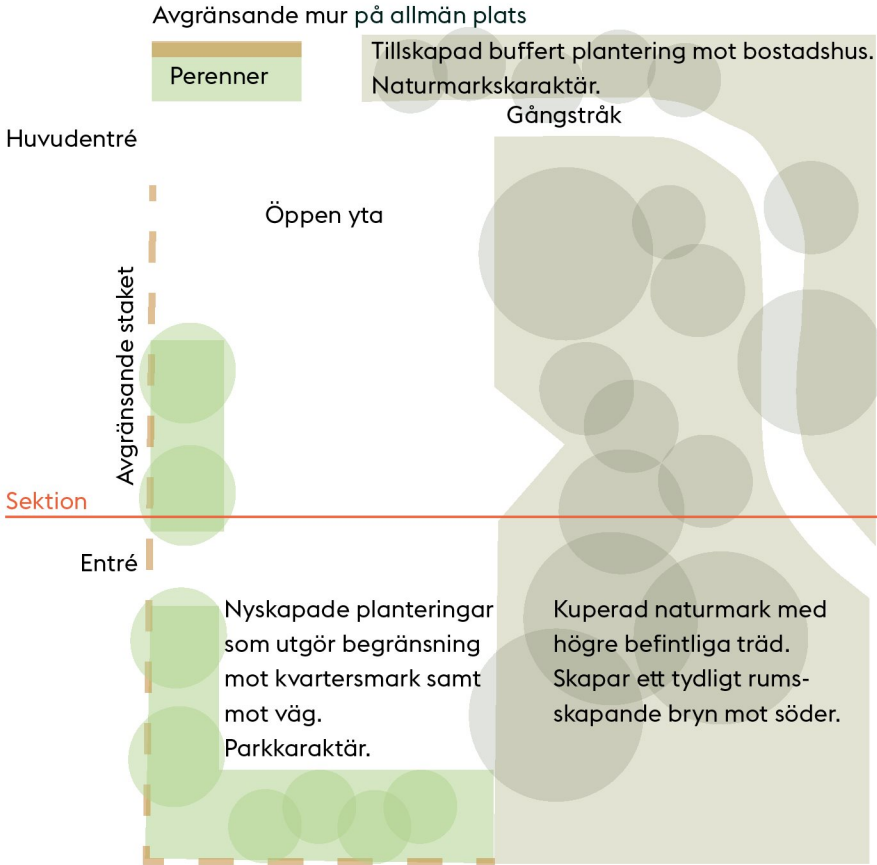 Avgränsande mur på allmän plats
Perenner
Tillskapad buffert plantering mot bostadshus.
Naturmarkskaraktär.
Gångstråk
Huvudentré
Öppen yta
Avgränsande staket
Sektion
Entré
Nyskapade planteringar
som utgör begränsning
mot kvartersmark samt
mot väg.
Parkkaraktär.
Kuperad naturmark med
högre befintliga träd.
Skapar ett tydligt rums-
skapande bryn mot söder.